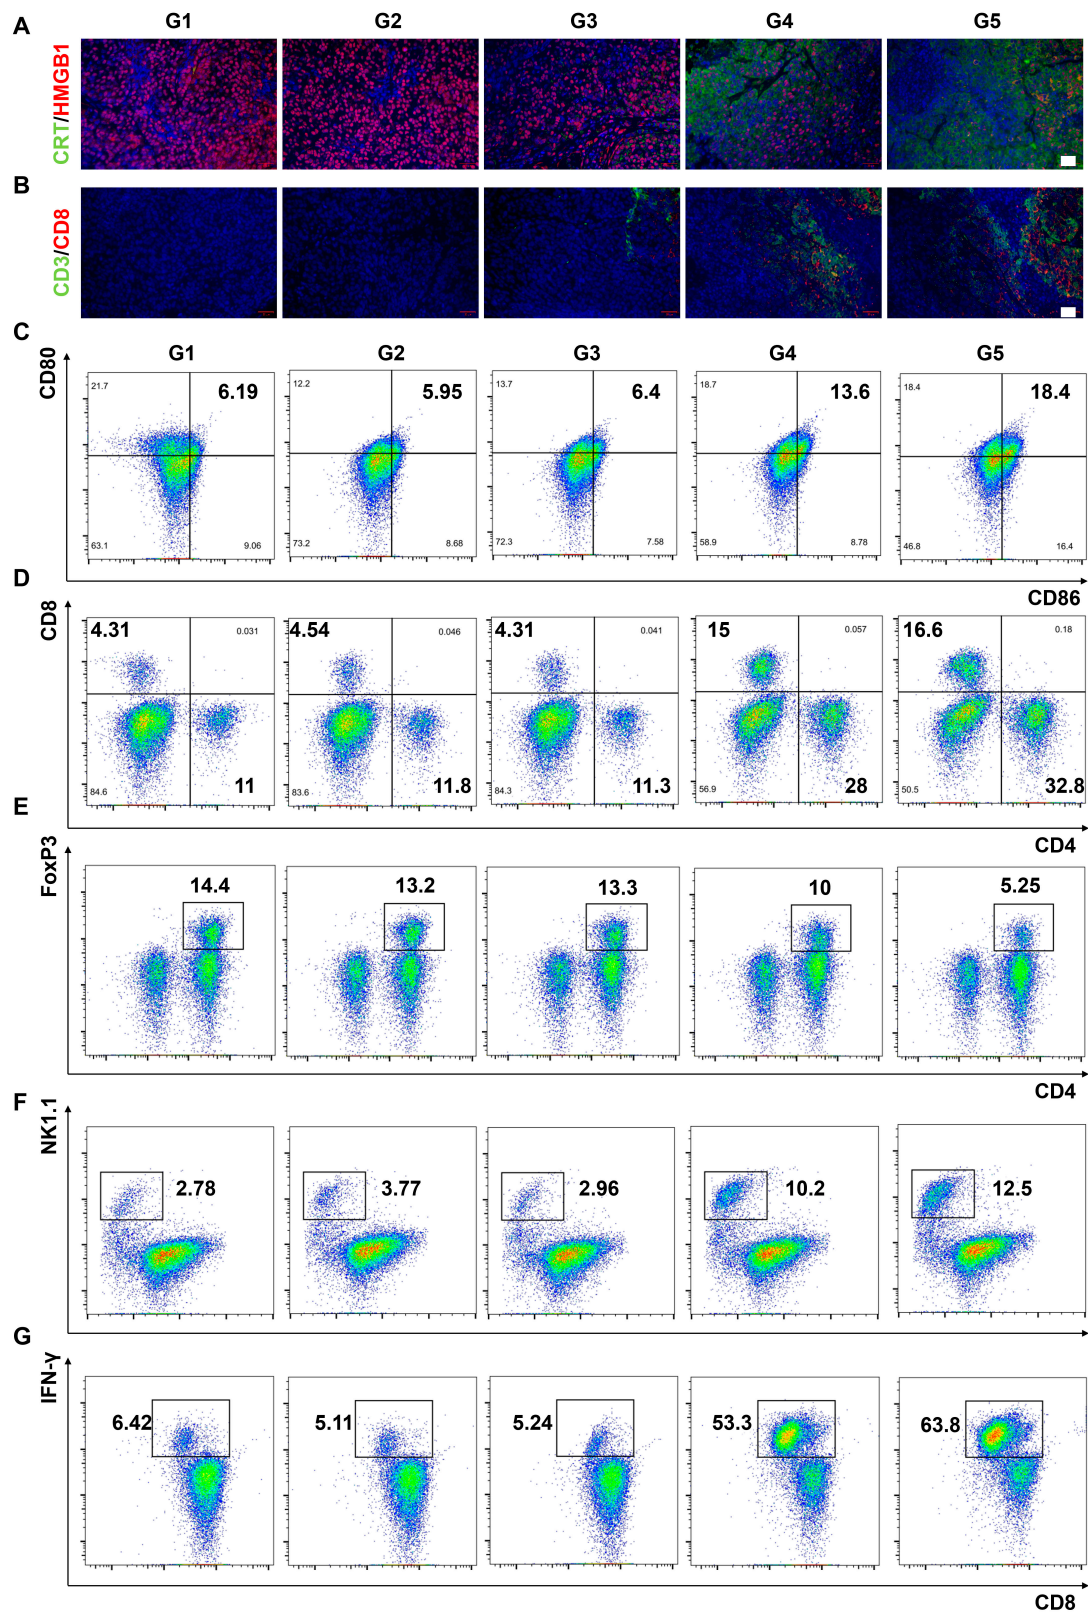 A
G1 G2 G3 G4 G5
CRT/HMGB1
B
CD3/CD8
C
G1 G2 G3 G4 G5
CD80
21.7 6.19 12.2 5.95 13.7 6.4 18.7 13.6 18.4 18.4
63.1 9.06 73.2 8.68 72.3 7.58 58.9 8.78 46.8 16.4
CD86
D
CD8
4.31 0.031 4.54 0.046 4.31 0.041 15 0.057 16.6 0.18
84.6 11 83.6 11.8 84.3 11.3 56.9 28 50.5 32.8
CD4
E
FoxP3
14.4 13.2 13.3 10 5.25
CD4
F
NK1.1
2.78 3.77 2.96 10.2 12.5
G
IFN-γ
6.42 5.11 5.24 53.3 63.8
CD8